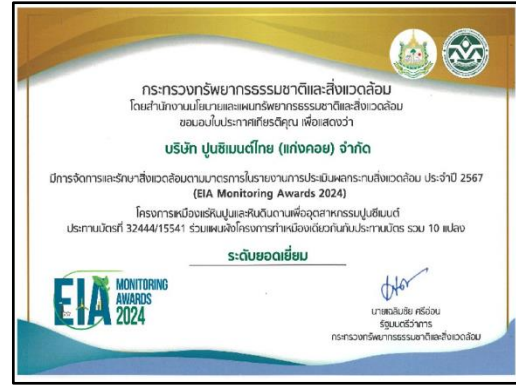 กระทรวงทรัพยากรธรรมชาติและสิ่งแวดล้อม
โดยสำนักงานนโยบายและแผนทรัพยากรธรรมชาติและสิ่งแวดล้อม
ขอมอบใบประกาศเกียรติคุณ เพื่อแสดงว่า
บริษัท ปูนซิเมนต์ไทย (แก่งคอย) จำกัด
มีการจัดการและรักษาสิ่งแวดล้อมตามมาตรการในรายงานการประเมินผลกระทบสิ่งแวดล้อม ประจำปี 2567
(EIA Monitoring Awards 2024)
โครงการเหมืองแร่หินปูนและหินดินดานเพื่ออุตสาหกรรมปูนซีเมนต์
ประทานบัตรที่ 32444/15541 ร่วมแผนผังโครงการทำเหมืองเดียวกันกับประทานบัตร รวม 10 แปลง
ระดับยอดเยี่ยม
EIA MONITORING
AWARDS
2024
นายเฉลิมชัย ศรีอ่อน
รัฐมนตรีว่าการ
กระทรวงทรัพยากรธรรมชาติและสิ่งแวดล้อม